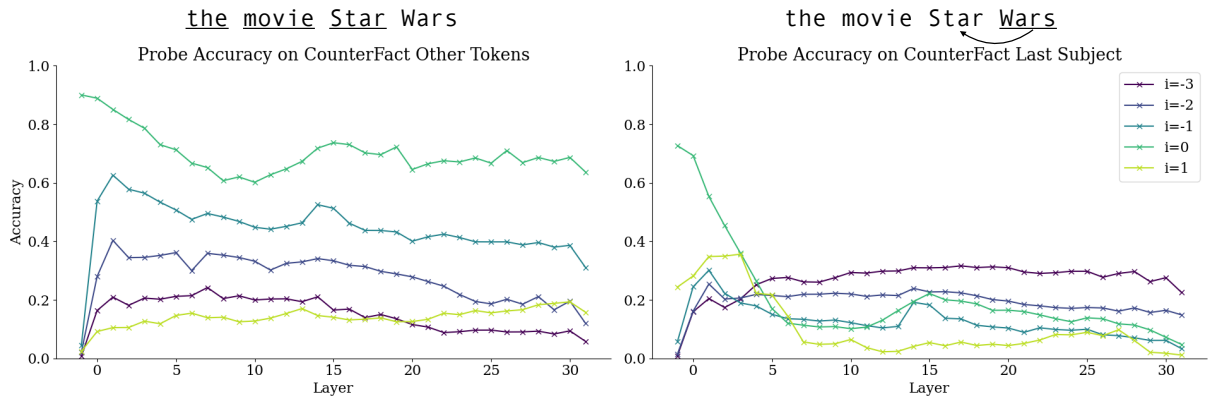 the movie Star Wars
Probe Accuracy on CounterFact Other Tokens
1.0
0.8
0.6
0.4
0.2
0.0
Accuracy
0 5 10 15 20 25 30
Layer
the movie Star Wars
Probe Accuracy on CounterFact Last Subject
1.0
0.8
0.6
0.4
0.2
0.0
i=-3
i=-2
i=-1
i=0
i=1
0 5 10 15 20 25 30
Layer